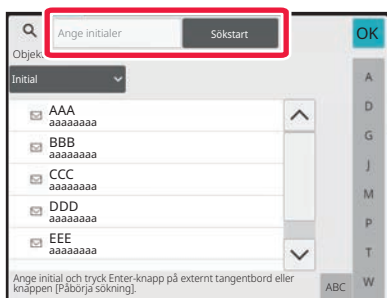 Ange initialer
Sökstart
OK
Objekt
Initial
AAA
aaaaaaaa
BBB
aaaaaaaa
CCC
aaaaaaaa
DDD
aaaaaaaa
EEE
aaaaaaaa
A
D
G
J
M
P
T
W
ABC
Ange initial och tryck Enter-knapp på externt tangentbord eller
knappen [Påbörja sökning].